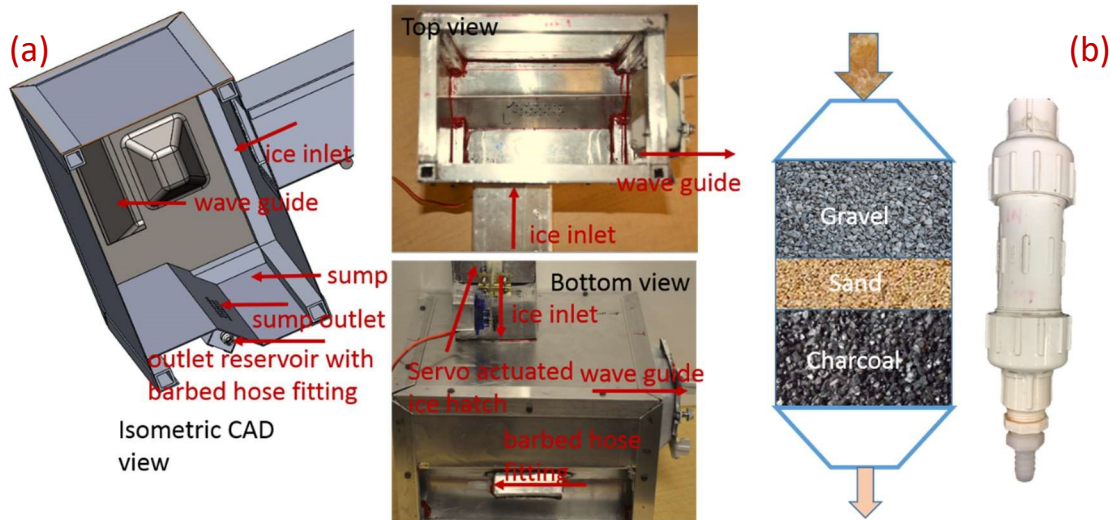 (a)
ice inlet
wave guide
sump
sump outlet
outlet reservoir with
barbed hose fitting
Isometric CAD
view
Top view
wave guide
ice inlet
Bottom view
ice inlet
Servo actuated
ice hatch
wave guide
barbed hose
fitting
(b)
Gravel
Sand
Charcoal